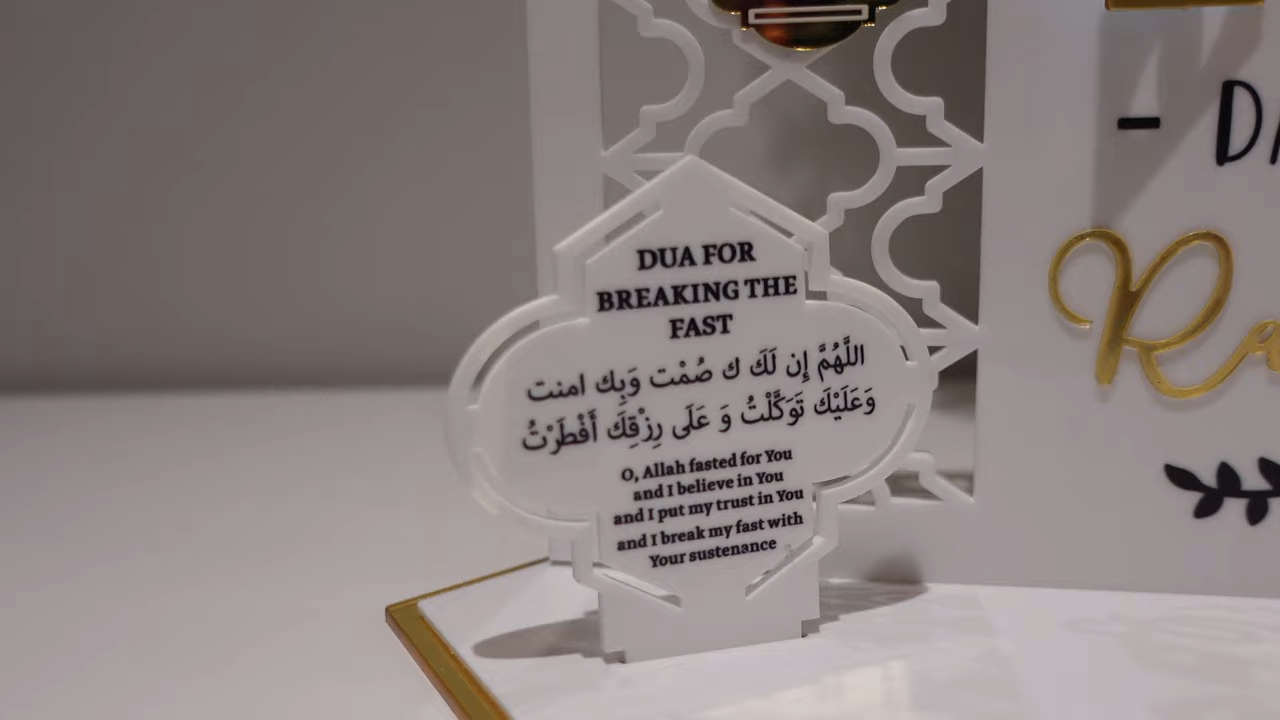 DUA FOR
BREAKING THE
FAST
اللَّهُمَّ إِن لَكَ ك صُمْت وَبِك امنت
وَعَلَيْكَ تَوَكَّلْتُ وَ عَلَى رِزْقِكَ أَفْطَرْتُ
O, Allah fasted for You
and I believe in You
and I put my trust in You
and I break my fast with
Your sustenance
- D
Ra